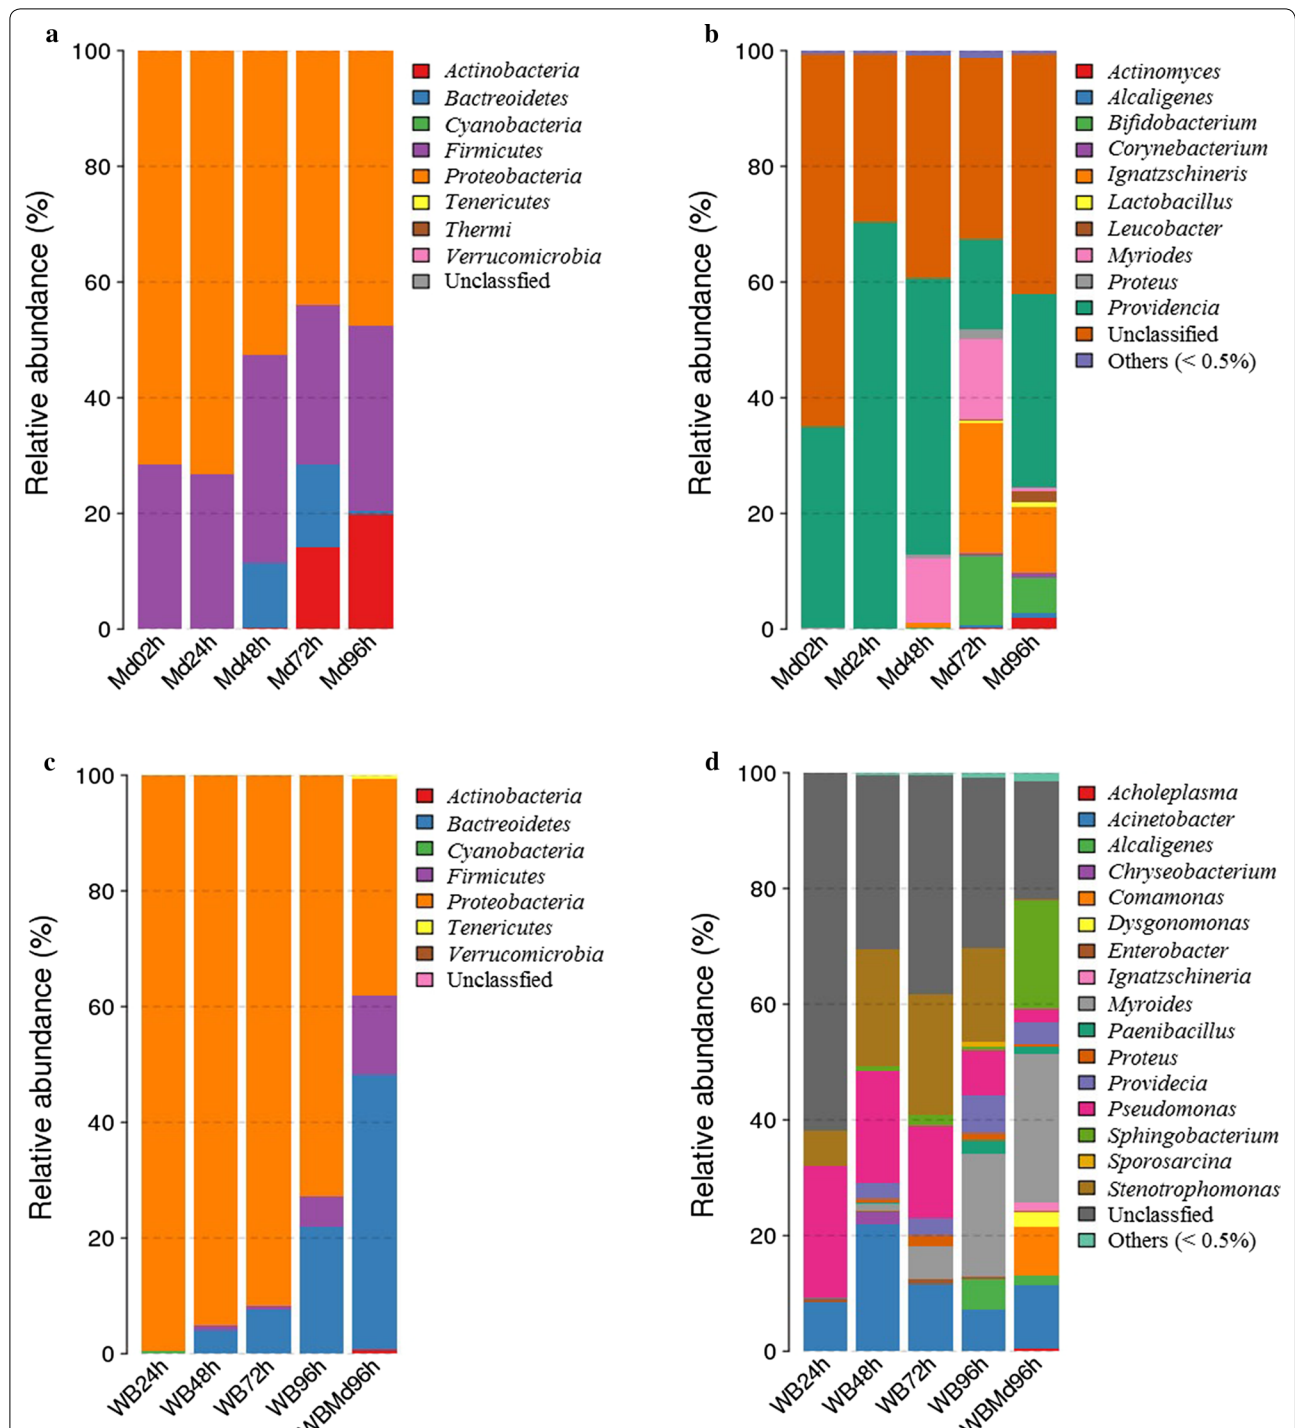 a
100
80
60
40
20
0
Relative abundance (%)
Md02h
Md24h
Md48h
Md72h
Md96h
Actinobacteria
Bactreoidetes
Cyanobacteria
Firmicutes
Proteobacteria
Tenericutes
Thermi
Verrucomicrobia
Unclassfied
b
100
80
60
40
20
0
Relative abundance (%)
Md02h
Md24h
Md48h
Md72h
Md96h
Actinomyces
Alcaligenes
Bifidobacterium
Corynebacterium
Ignatzschineris
Lactobacillus
Leucobacter
Myriodes
Proteus
Providencia
Unclassified
Others (< 0.5%)
c
100
80
60
40
20
0
Relative abundance (%)
WB24h
WB48h
WB72h
WB96h
WBMd96h
Actinobacteria
Bactreoidetes
Cyanobacteria
Firmicutes
Proteobacteria
Tenericutes
Verrucomicrobia
Unclassfied
d
100
80
60
40
20
0
Relative abundance (%)
WB24h
WB48h
WB72h
WB96h
WBMd96h
Acholeplasma
Acinetobacter
Alcaligenes
Chryseobacterium
Comamonas
Dysgonomonas
Enterobacter
Ignatzschineria
Myroides
Paenibacillus
Proteus
Providecia
Pseudomonas
Sphingobacterium
Sporosarcina
Stenotrophomonas
Unclassfied
Others (< 0.5%)